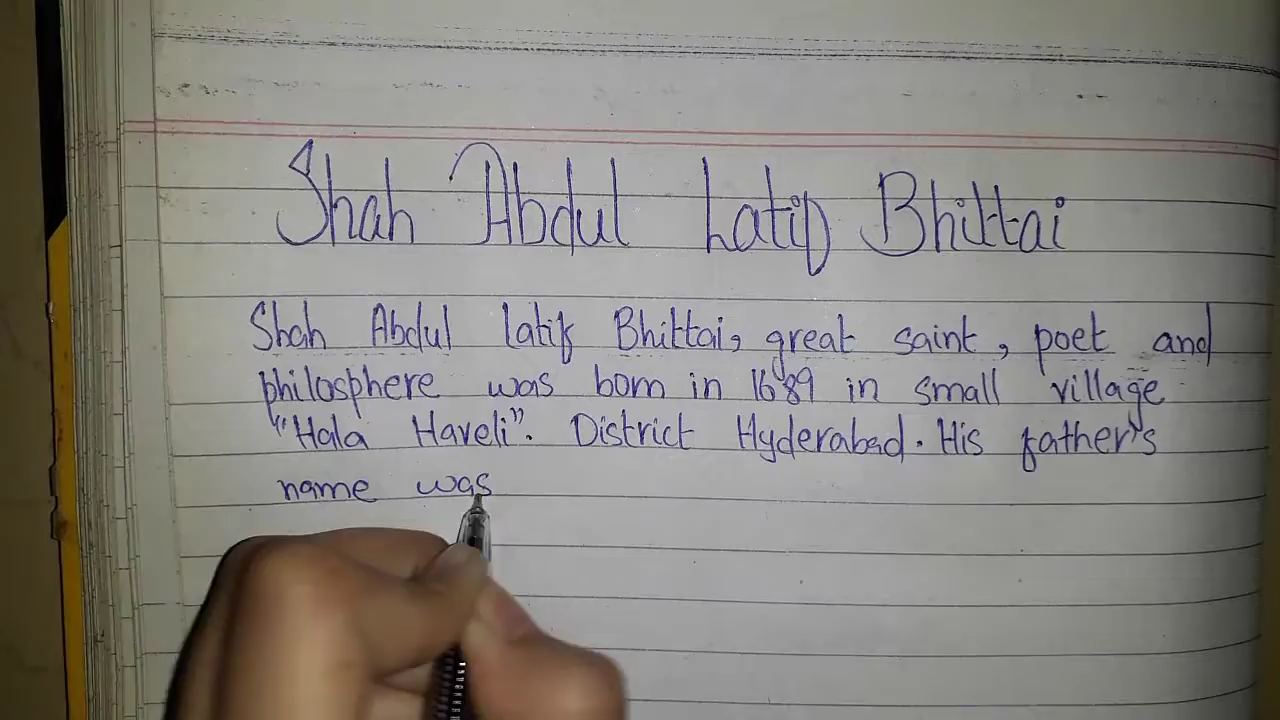 Shah Abdul Latif Bhittai
Shah Abdul latif Bhittai, great saint, poet and
philosphere was born in 1689 in small village
"Hala Haveli". District Hyderabad. His father's
name was